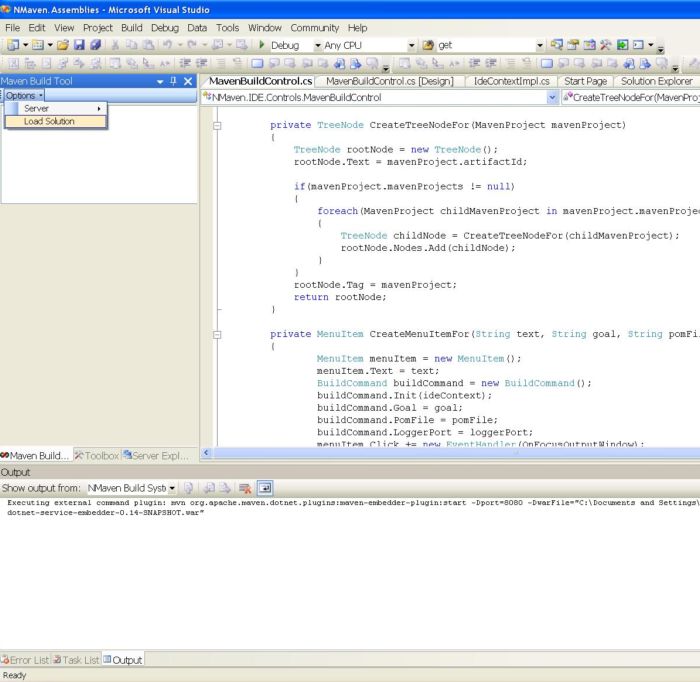 NMaven.Assemblies - Microsoft Visual Studio
File Edit View Project Build Debug Data Tools Window Community Help
Debug Any CPU get
Maven Build Tool
Options
Server
Load Solution
MavenBuildControl.cs MavenBuildControl.cs [Design] IdeContextImpl.cs Start Page Solution Explorer
NMaven.IDE.Controls.MavenBuildControl CreateTreeNodeFor(MavenProj
private TreeNode CreateTreeNodeFor(MavenProject mavenProject)
{
TreeNode rootNode = new TreeNode();
rootNode.Text = mavenProject.artifactId;
if(mavenProject.mavenProjects != null)
{
foreach(MavenProject childMavenProject in mavenProject.mavenProje
{
TreeNode childNode = CreateTreeNodeFor(childMavenProject);
rootNode.Nodes.Add(childNode);
}
}
rootNode.Tag = mavenProject;
return rootNode;
}
private MenuItem CreateMenuItemFor(String text, String goal, String pomFi
{
MenuItem menuItem = new MenuItem();
menuItem.Text = text;
BuildCommand buildCommand = new BuildCommand();
buildCommand.Init(ideContext);
buildCommand.Goal = goal;
buildCommand.PomFile = pomFile;
buildCommand.LoggerPort = loggerPort;
menuItem.Click += new EventHandler(OnFocusOutputWindow);
Maven Build... Toolbox Server Expl...
Output
Show output from: NMaven Build Syst
Executing external command plugin: mvn org.apache.maven.dotnet.plugins:maven-embedder-plugin:start -Dport=8080 -DwarFile="C:\Documents and Settings\
dotnet-service-embedder-0.14-SNAPSHOT.war"
Error List Task List Output
Ready